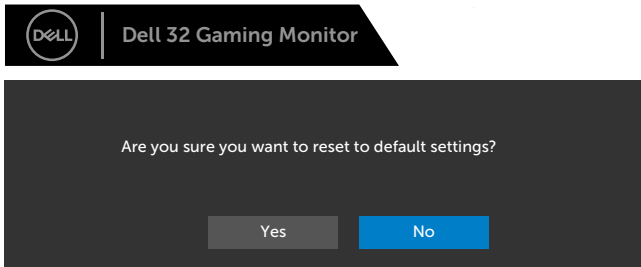 DELL
Dell 32 Gaming Monitor
Are you sure you want to reset to default settings?
Yes No